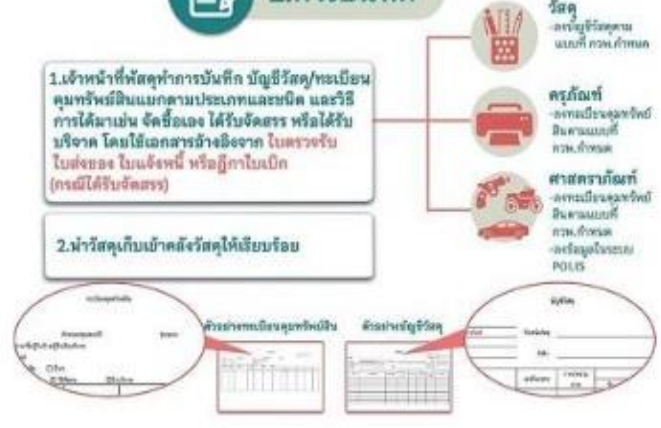 วัสดุ
-ลงบัญชีวัสดุตาม
แบบที่ กวพ.กำหนด
1.เจ้าหน้าที่พัสดุทำการบันทึก บัญชีวัสดุ/ทะเบียน
คุมทรัพย์สินแยกตามประเภทและชนิด และวิธี
การได้มาเช่น จัดซื้อเอง ได้รับจัดสรร หรือได้รับ
บริจาค โดยใช้เอกสารอ้างอิงจาก ใบตรวจรับ
ใบส่งของ ใบแจ้งหนี้ หรือฎีกาใบเบิก
(กรณีได้รับจัดสรร)
ครุภัณฑ์
-ลงทะเบียนคุมทรัพย์
สินตามแบบที่
กวพ.กำหนด
ศาสตราภัณฑ์
-ลงทะเบียนคุมทรัพย์
สินตามแบบที่
กวพ.กำหนด
-ลงข้อมูลในระบบ
POLIS
2.นำวัสดุเก็บเข้าคลังวัสดุให้เรียบร้อย
ทะเบียนคุมทรัพย์สิน
ตัวอย่างทะเบียนคุมทรัพย์สิน
ตัวอย่างบัญชีวัสดุ
บัญชีวัสดุ